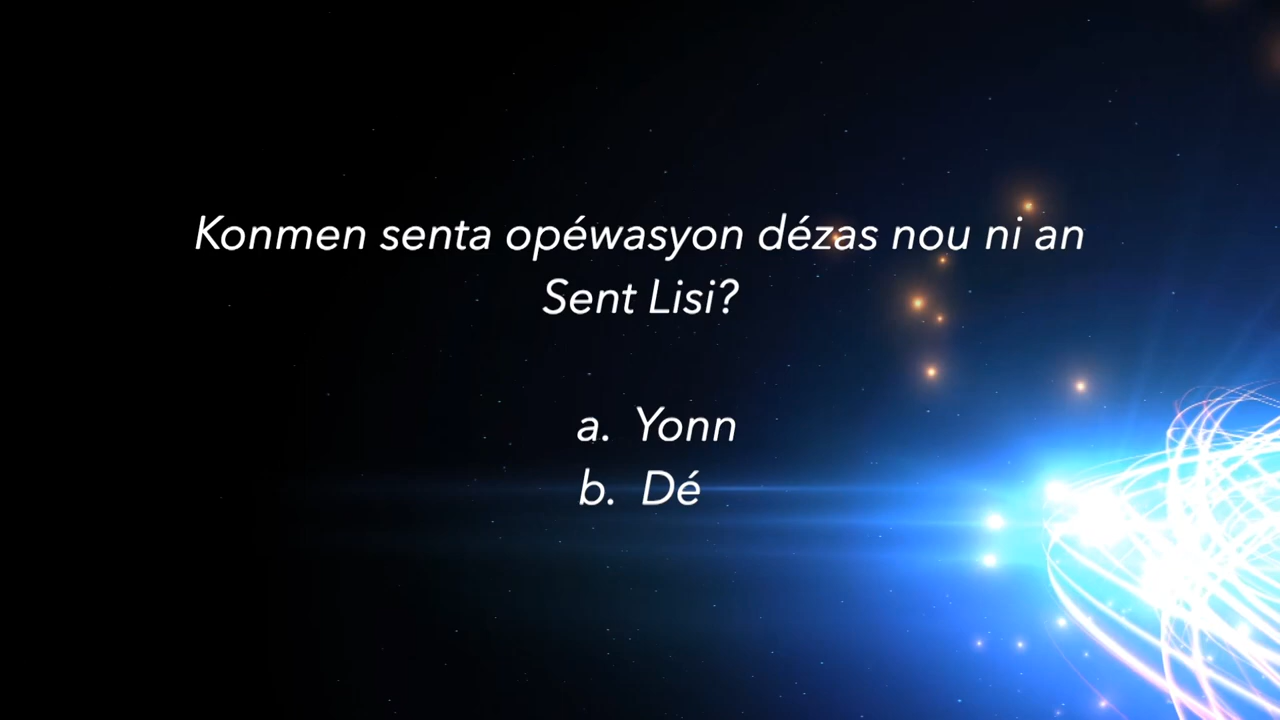 Konmen senta opéwasyon dézas nou ni an
Sent Lisi?
a. Yonn
b. Dé